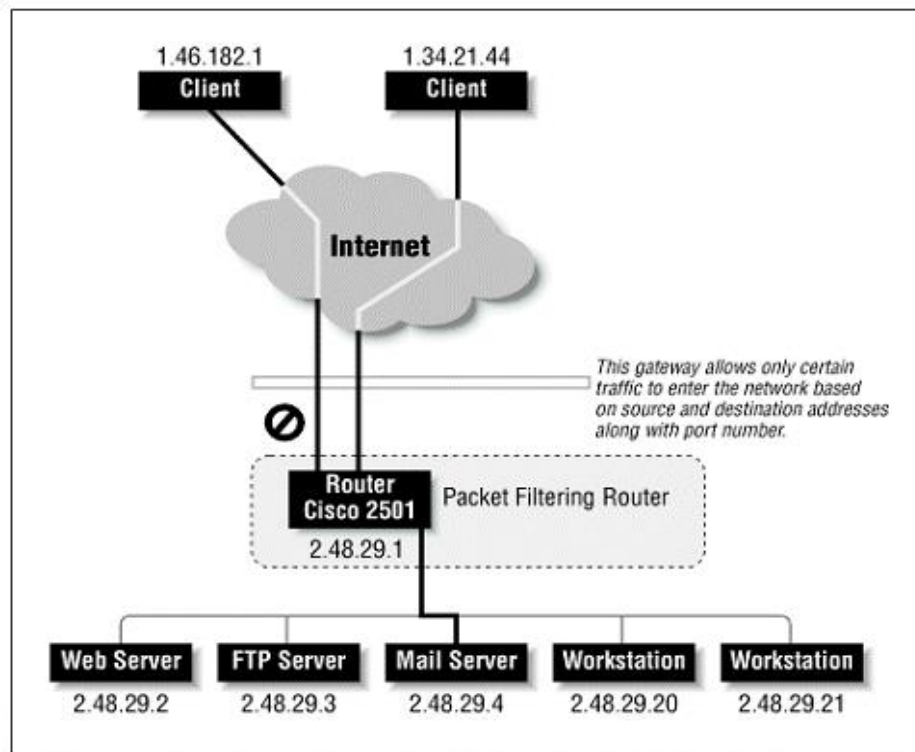 1.46.182.1
1.34.21.44
Client
Client
Internet
This gateway allows only certain
traffic to enter the network based
on source and destination addresses
along with port number.
Router
Cisco 2501
Packet Filtering Router
2.48.29.1
Web Server
FTP Server
Mail Server
Workstation
Workstation
2.48.29.2
2.48.29.3
2.48.29.4
2.48.29.20
2.48.29.21